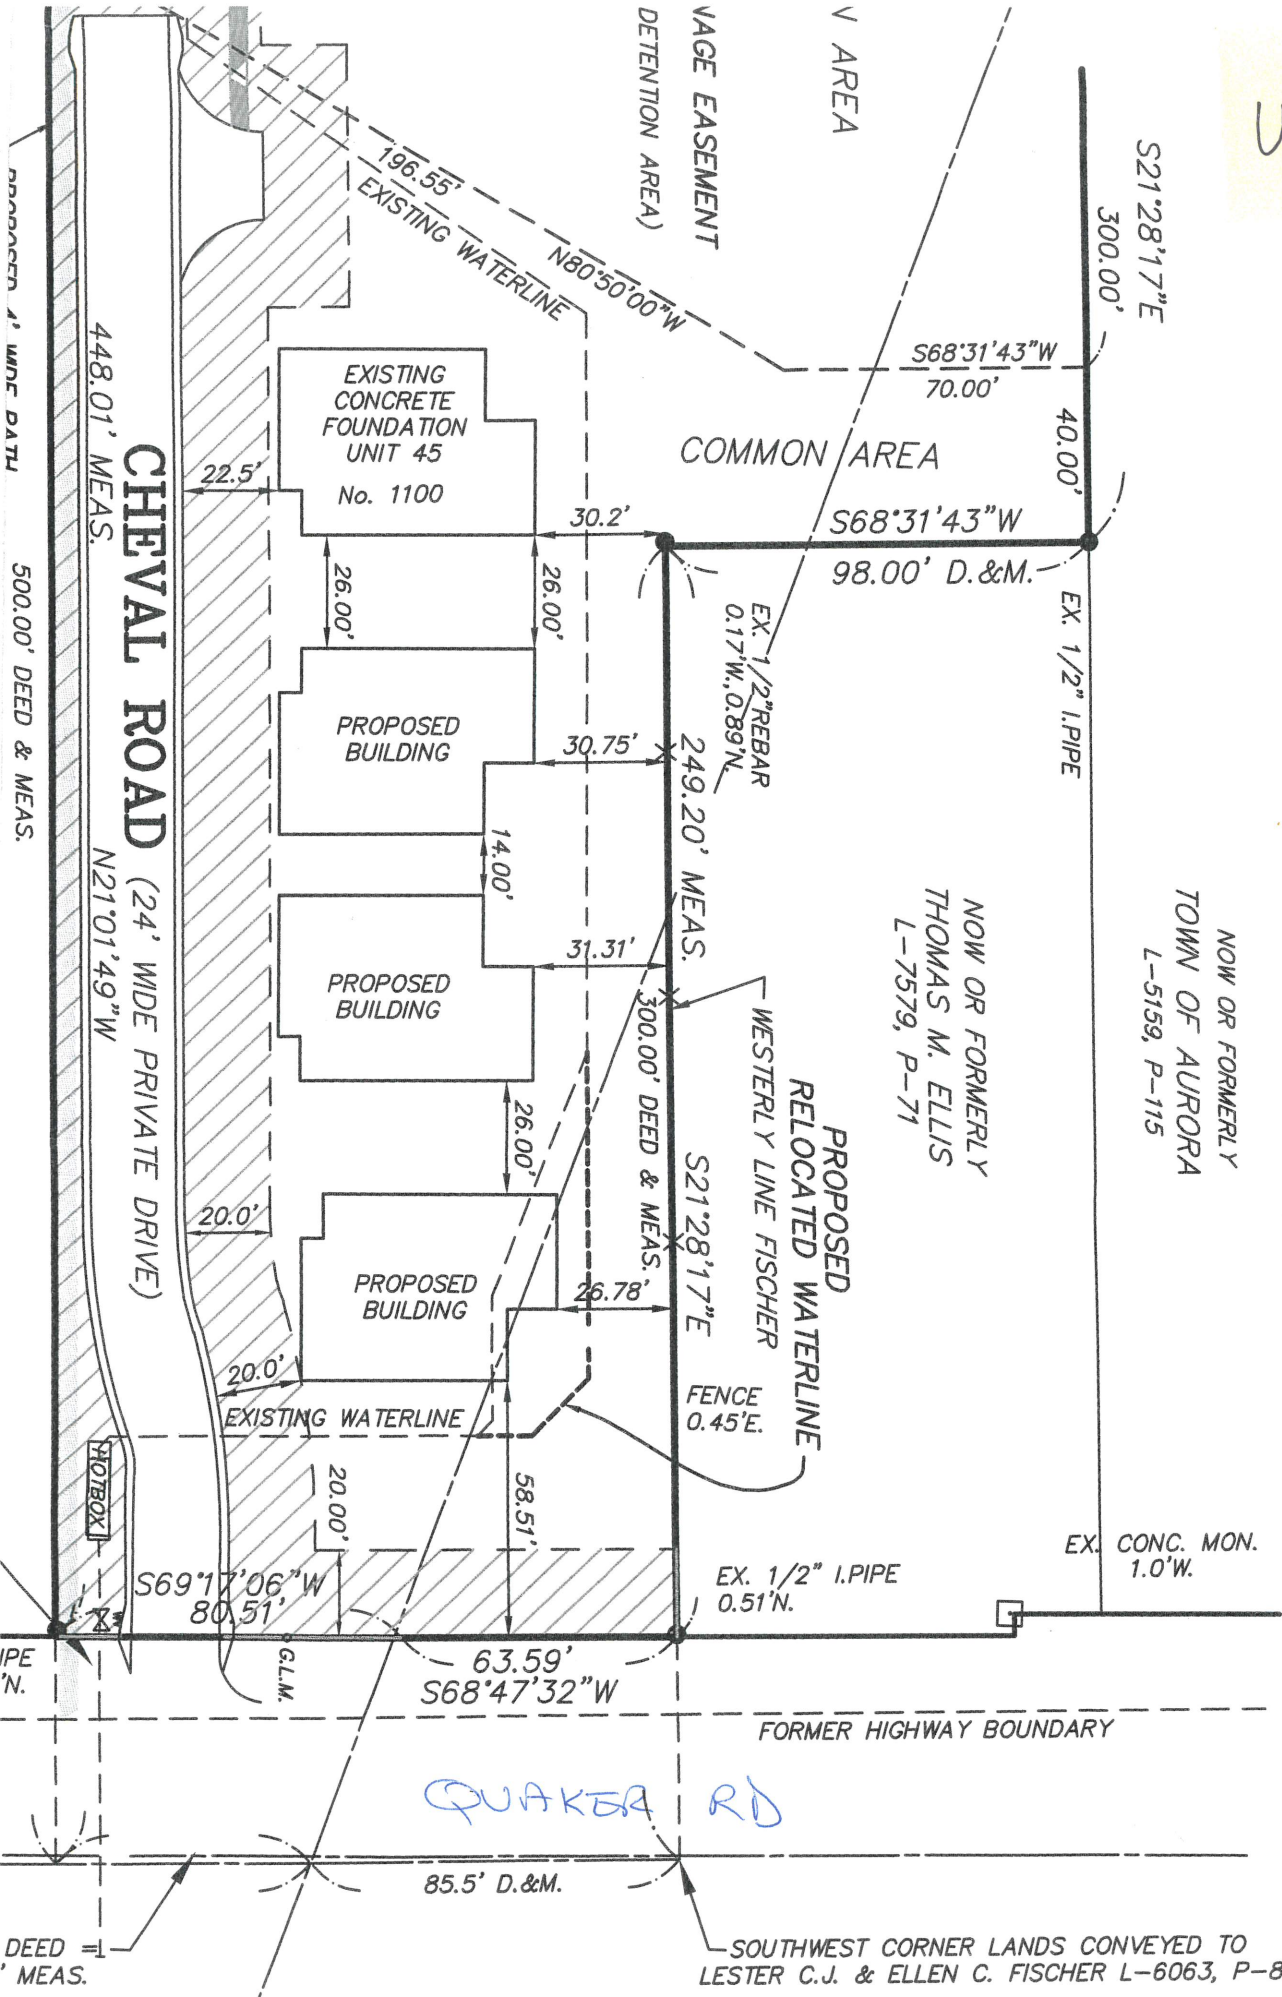 AREA
EASEMENT
DETENTION AREA)
S21°28'17"E
300.00'
196.55'
EXISTING WATERLINE
N80°50'00"W
S68°31'43"W
70.00'
40.00'
COMMON AREA
S68°31'43"W
98.00' D.&M.
EXISTING
CONCRETE
FOUNDATION
UNIT 45
No. 1100
22.5'
30.2'
26.00'
26.00'
448.01' MEAS.
CHEVAL ROAD (24' WIDE PRIVATE DRIVE)
N21°01'49"W
500.00' DEED & MEAS.
EX. 1/2" REBAR
0.17'W., 0.89'N.
EX. 1/2" I.PIPE
PROPOSED
BUILDING
30.75'
249.20' MEAS.
14.00'
PROPOSED
BUILDING
31.31'
300.00' DEED & MEAS.
S21°28'17"E
WESTERLY LINE FISCHER
PROPOSED
RELOCATED WATERLINE
NOW OR FORMERLY
THOMAS M. ELLIS
L-7579, P-71
NOW OR FORMERLY
TOWN OF AURORA
L-5159, P-115
26.00'
20.0'
PROPOSED
BUILDING
26.78'
20.0'
EXISTING WATERLINE
FENCE
0.45'E.
HOTBOX
20.00'
58.51'
EX. CONC. MON.
1.0'W.
EX. 1/2" I.PIPE
0.51'N.
S69°17'06"W
80.51'
G.L.M.
63.59'
S68°47'32"W
FORMER HIGHWAY BOUNDARY
QUAKER RD
85.5' D.&M.
DEED =
' MEAS.
SOUTHWEST CORNER LANDS CONVEYED TO
LESTER C.J. & ELLEN C. FISCHER L-6063, P-8